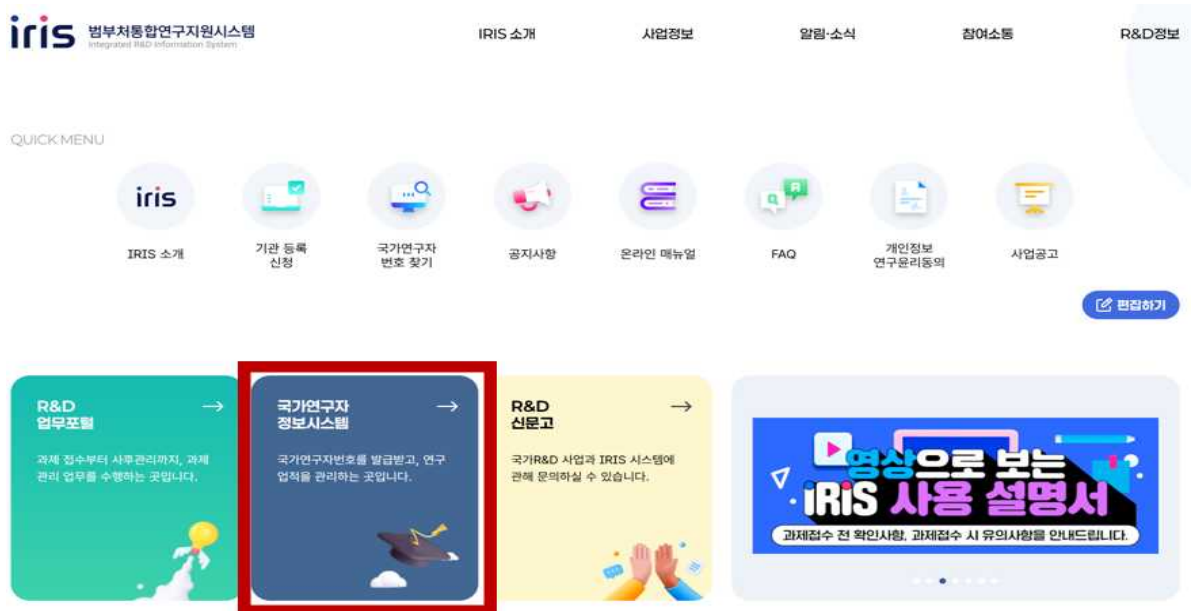 iris 범부처통합연구지원시스템
Integrated R&D Information System
IRIS 소개 사업정보 알림·소식 참여소통 R&D정보
QUICK MENU
iris
IRIS 소개
기관 등록
신청
국가연구자
번호 찾기
공지사항
온라인 매뉴얼
FAQ
개인정보
연구윤리동의
사업공고
편집하기
R&D
업무포털
과제 접수부터 사후관리까지, 과제
관리 업무를 수행하는 곳입니다.
국가연구자
정보시스템
국가연구자번호를 발급받고, 연구
업적을 관리하는 곳입니다.
R&D
신문고
국가R&D 사업과 IRIS 시스템에
관해 문의하실 수 있습니다.
영상으로 보는
iRiS 사용 설명서
과제접수 전 확인사항, 과제접수 시 유의사항을 안내드립니다.